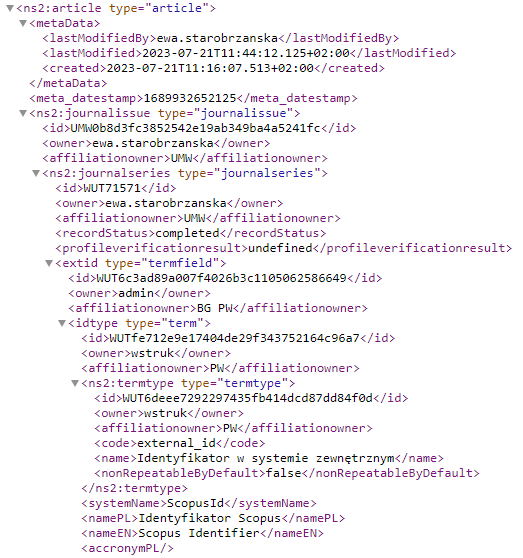 ▼<ns2:article type="article">
▼<metaData>
<lastModifiedBy>ewa.starobrzanska</lastModifiedBy>
<lastModified>2023-07-21T11:44:12.125+02:00</lastModified>
<created>2023-07-21T11:16:07.513+02:00</created>
</metaData>
<meta_datestamp>1689932652125</meta_datestamp>
▼<ns2:journalissue type="journalissue">
<id>UMW0b8d3fc3852542e19ab349ba4a5241fc</id>
<owner>ewa.starobrzanska</owner>
<affiliationowner>UMW</affiliationowner>
▼<ns2:journalseries type="journalseries">
<id>WUT71571</id>
<owner>ewa.starobrzanska</owner>
<affiliationowner>UMW</affiliationowner>
<recordStatus>completed</recordStatus>
<profileverificationresult>undefined</profileverificationresult>
▼<extid type="termfield">
<id>WUT6c3ad89a007f4026b3c1105062586649</id>
<owner>admin</owner>
<affiliationowner>BG PW</affiliationowner>
▼<idtype type="term">
<id>WUTfe712e9e17404de29f343752164c96a7</id>
<owner>wstruk</owner>
<affiliationowner>PW</affiliationowner>
▼<ns2:termtype type="termtype">
<id>WUT6deee7292297435fb414dcd87dd84f0d</id>
<owner>wstruk</owner>
<affiliationowner>PW</affiliationowner>
<code>external_id</code>
<name>Identyfikator w systemie zewnętrznym</name>
<nonRepeatableByDefault>false</nonRepeatableByDefault>
</ns2:termtype>
<systemName>ScopusId</systemName>
<namePL>Identyfikator Scopus</namePL>
<nameEN>Scopus Identifier</nameEN>
<accronymPL/>